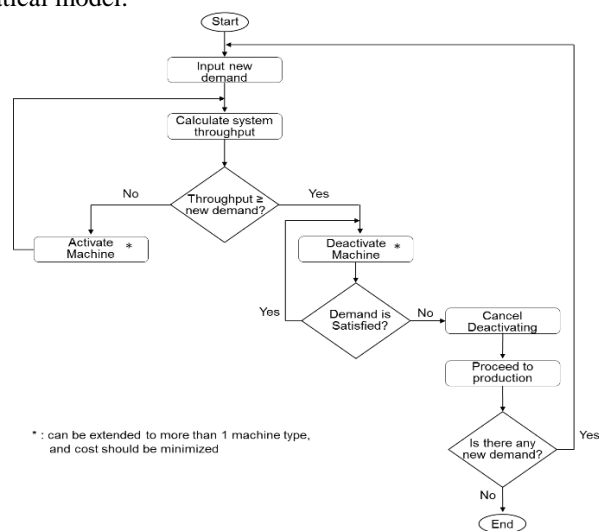 atical model.
Start
Input new
demand
Calculate system
throughput
No
Throughput ≥
new demand?
Yes
Activate
Machine *
Deactivate
Machine *
Yes
Demand is
Satisfied?
No
Cancel
Deactivating
Proceed to
production
* : can be extended to more than 1 machine type,
and cost should be minimized
Is there any
new demand?
Yes
No
End